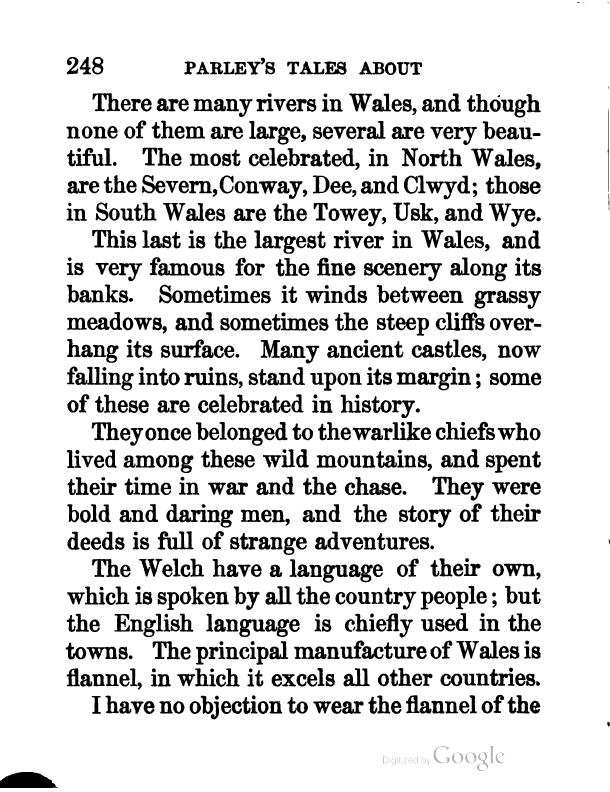 248 PARLEY'S TALES ABOUT
There are many rivers in Wales, and though
none of them are large, several are very beau-
tiful. The most celebrated, in North Wales,
are the Severn, Conway, Dee, and Clwyd; those
in South Wales are the Towey, Usk, and Wye.
This last is the largest river in Wales, and
is very famous for the fine scenery along its
banks. Sometimes it winds between grassy
meadows, and sometimes the steep cliffs over-
hang its surface. Many ancient castles, now
falling into ruins, stand upon its margin; some
of these are celebrated in history.
They once belonged to the warlike chiefs who
lived among these wild mountains, and spent
their time in war and the chase. They were
bold and daring men, and the story of their
deeds is full of strange adventures.
The Welch have a language of their own,
which is spoken by all the country people; but
the English language is chiefly used in the
towns. The principal manufacture of Wales is
flannel, in which it excels all other countries.
I have no objection to wear the flannel of the
Digitized by Google